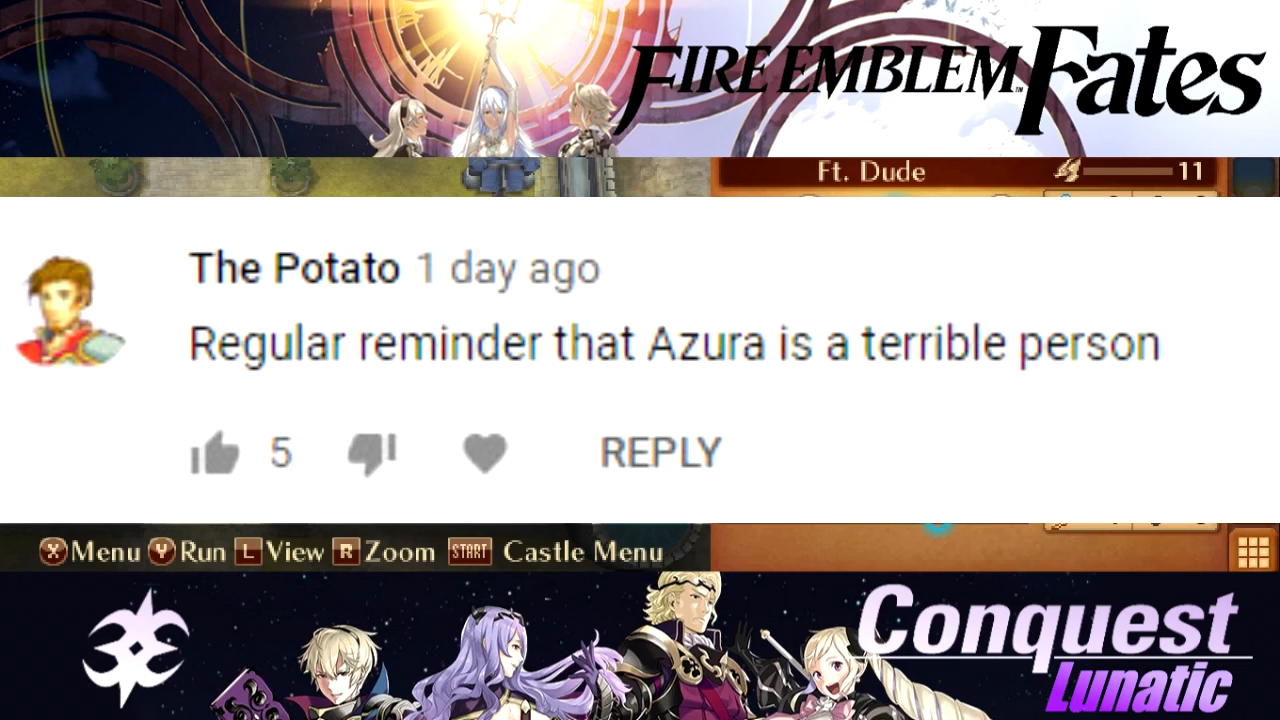 FIRE EMBLEM™ Fates
Ft. Dude 11
The Potato 1 day ago
Regular reminder that Azura is a terrible person
5 REPLY
X Menu Y Run L View R Zoom START Castle Menu
Conquest
Lunatic